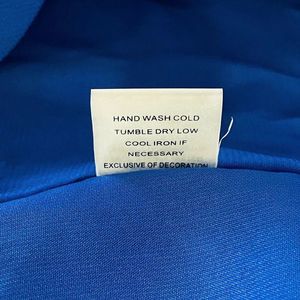 HAND WASH COLD
TUMBLE DRY LOW
COOL IRON IF
NECESSARY
EXCLUSIVE OF DECORATION